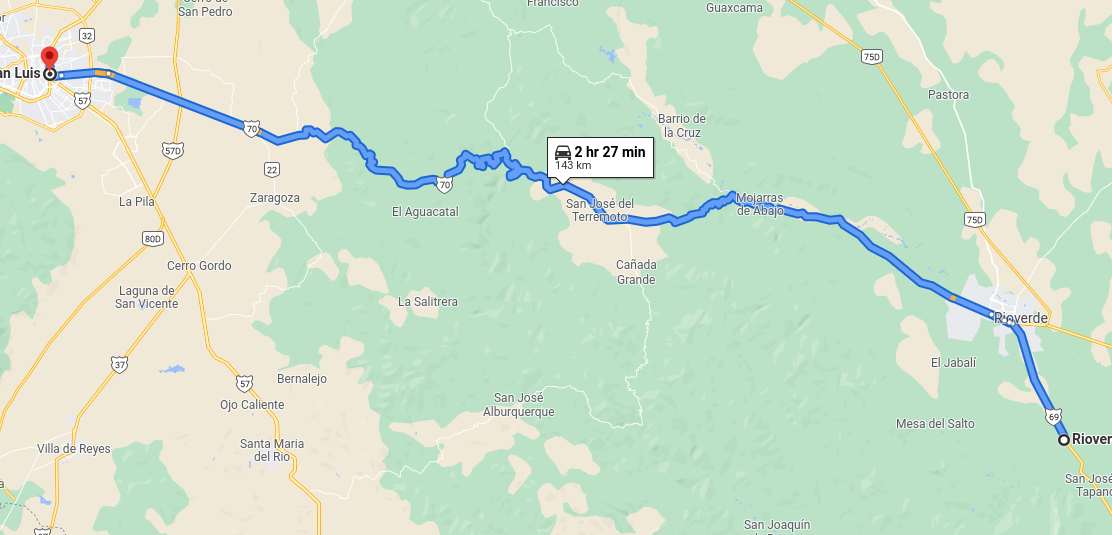 San Pedro
Francisco
Guaxcama
32
75D
an Luis
57
Pastora
70
Barrio de
la Cruz
2 hr 27 min
143 km
57D
22
70
La Pila
Zaragoza
El Aguacatal
San José del
Terremoto
Mojarras
de Abajo
75D
80D
Cerro Gordo
Cañada
Grande
Laguna de
San Vicente
La Salitrera
Rioverde
37
57
Bernalejo
El Jabalí
Ojo Caliente
San José
Alburquerque
69
Mesa del Salto
Riover
Villa de Reyes
Santa Maria
del Rio
San José
Tapanc
San Joaquín